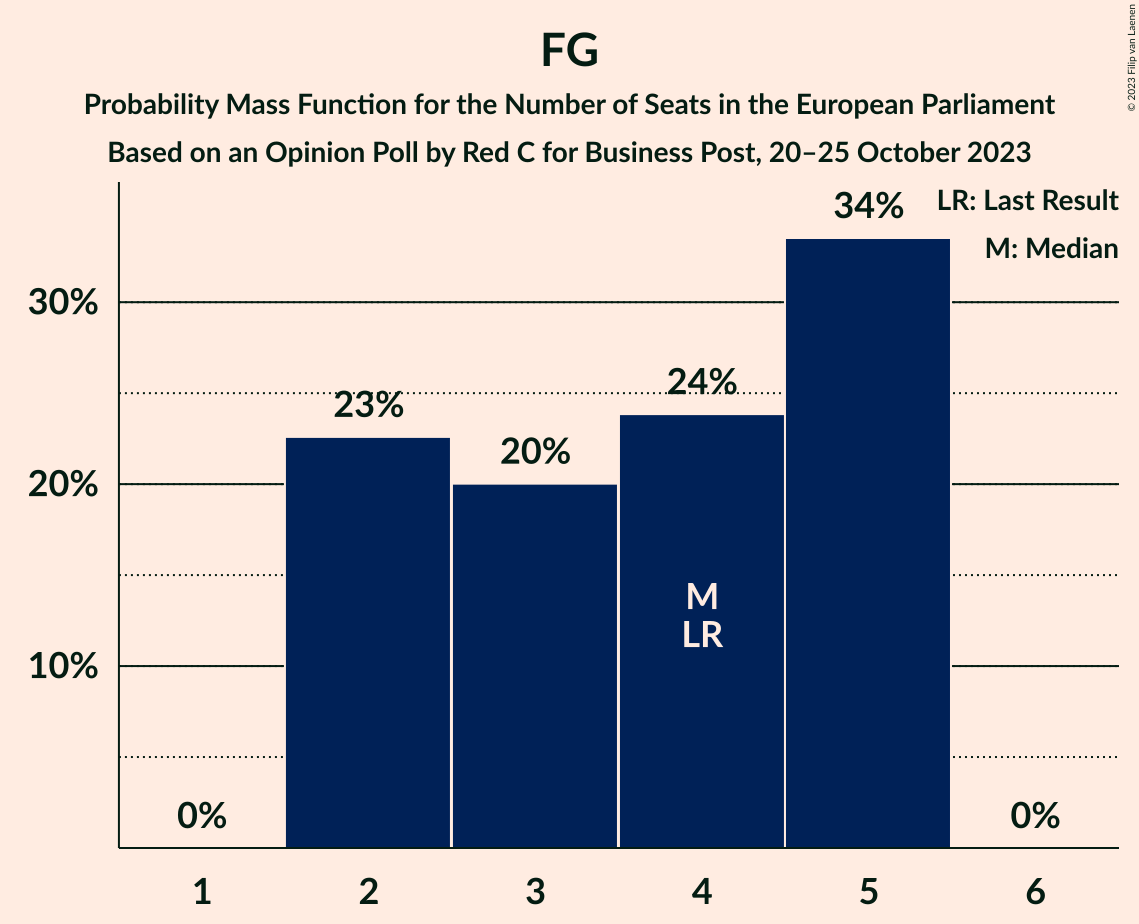 © 2023 Filip van Laenen
FG
Probability Mass Function for the Number of Seats in the European Parliament
Based on an Opinion Poll by Red C for Business Post, 20–25 October 2023
LR: Last Result
M: Median
30%
20%
10%
0%
23%
20%
24%
34%
0%
M
LR
1
2
3
4
5
6